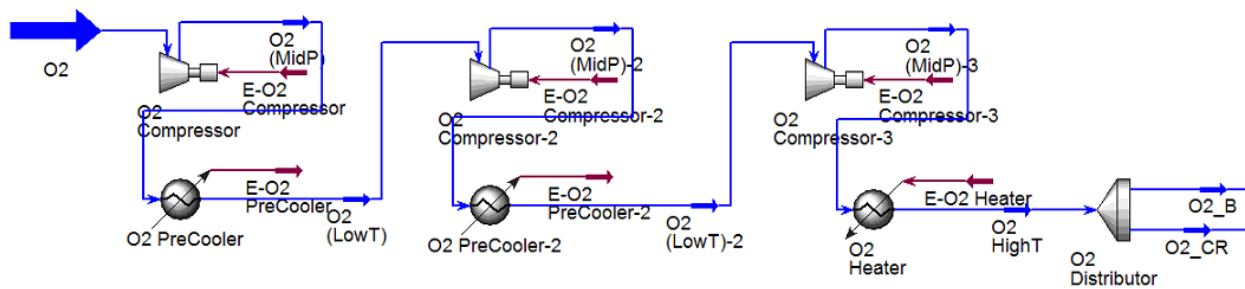 O2
O2
(MidP)
E-O2
Compressor
O2
Compressor
E-O2
PreCooler
O2 PreCooler
O2
(LowT)
O2
(MidP)-2
E-O2
Compressor-2
O2
Compressor-2
E-O2
PreCooler-2
O2 PreCooler-2
O2
(LowT)-2
O2
(MidP)-3
E-O2
Compressor-3
O2
Compressor-3
E-O2 Heater
O2
Heater
O2
HighT
O2
Distributor
O2_B
O2_CR